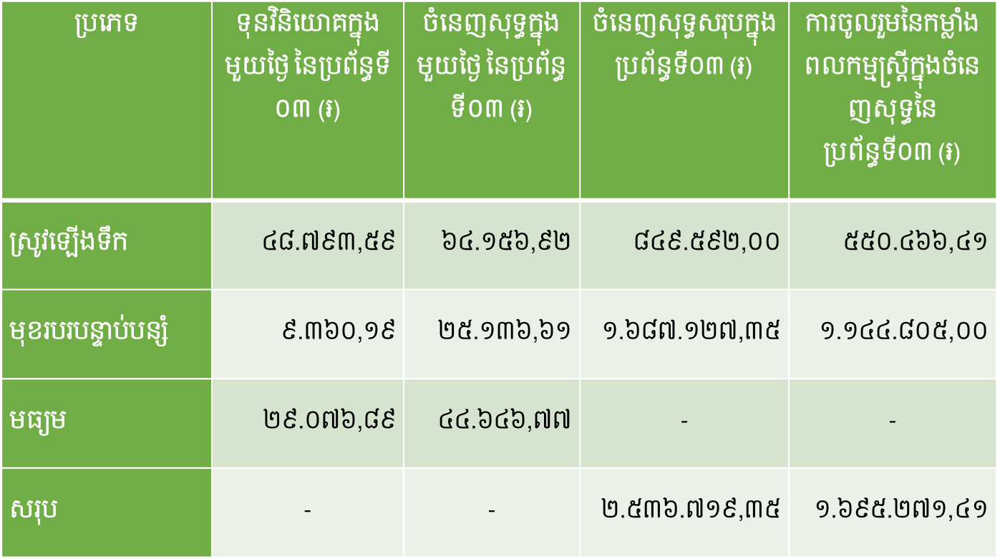 ប្រភេទ
ទុនវិនិយោគក្នុង
មួយថ្ងៃ នៃប្រព័ន្ធទី
០៣ (៛)
ចំនេញសុទ្ធក្នុង
មួយថ្ងៃ នៃប្រព័ន្ធ
ទី០៣ (៛)
ចំនេញសុទ្ធសរុបក្នុង
ប្រព័ន្ធទី០៣ (៛)
ការចូលរួមនៃកម្លាំង
ពលកម្មស្ត្រីក្នុងចំនេ
ញសុទ្ធនៃ
ប្រព័ន្ធទី០៣ (៛)
ស្រូវឡើងទឹក
៤៨.៧៩៣,៥៩
៦៤.១៥៦,៩២
៨៤៩.៥៩២,០០
៥៥០.៤៦៦,៤១
មុខរបរបន្ទាប់បន្សំ
៩.៣៦០,១៩
២៥.១៣៦,៦១
១.៦៨៧.១២៧,៣៥
១.១៤៤.៨០៥,០០
មធ្យម
២៩.០៧៦,៨៩
៤៤.៦៤៦,៧៧
-
-
សរុប
-
-
២.៥៣៦.៧១៩,៣៥
១.៦៩៥.២៧១,៤១